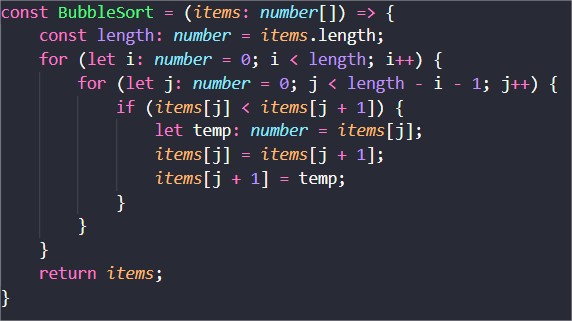 const BubbleSort = (items: number[]) => {
    const length: number = items.length;
    for (let i: number = 0; i < length; i++) {
        for (let j: number = 0; j < length - i - 1; j++) {
            if (items[j] < items[j + 1]) {
                let temp: number = items[j];
                items[j] = items[j + 1];
                items[j + 1] = temp;
            }
        }
    }
    return items;
}